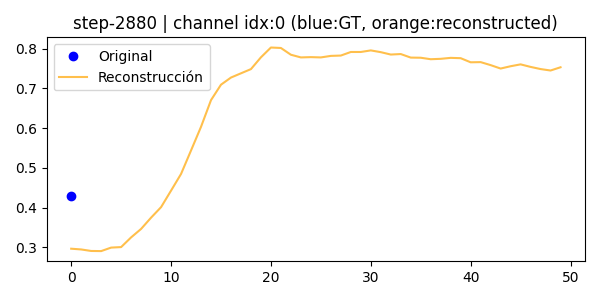 step-2880 | channel idx:0 (blue:GT, orange:reconstructed)
Original
Reconstrucción
0.8
0.7
0.6
0.5
0.4
0.3
0 10 20 30 40 50